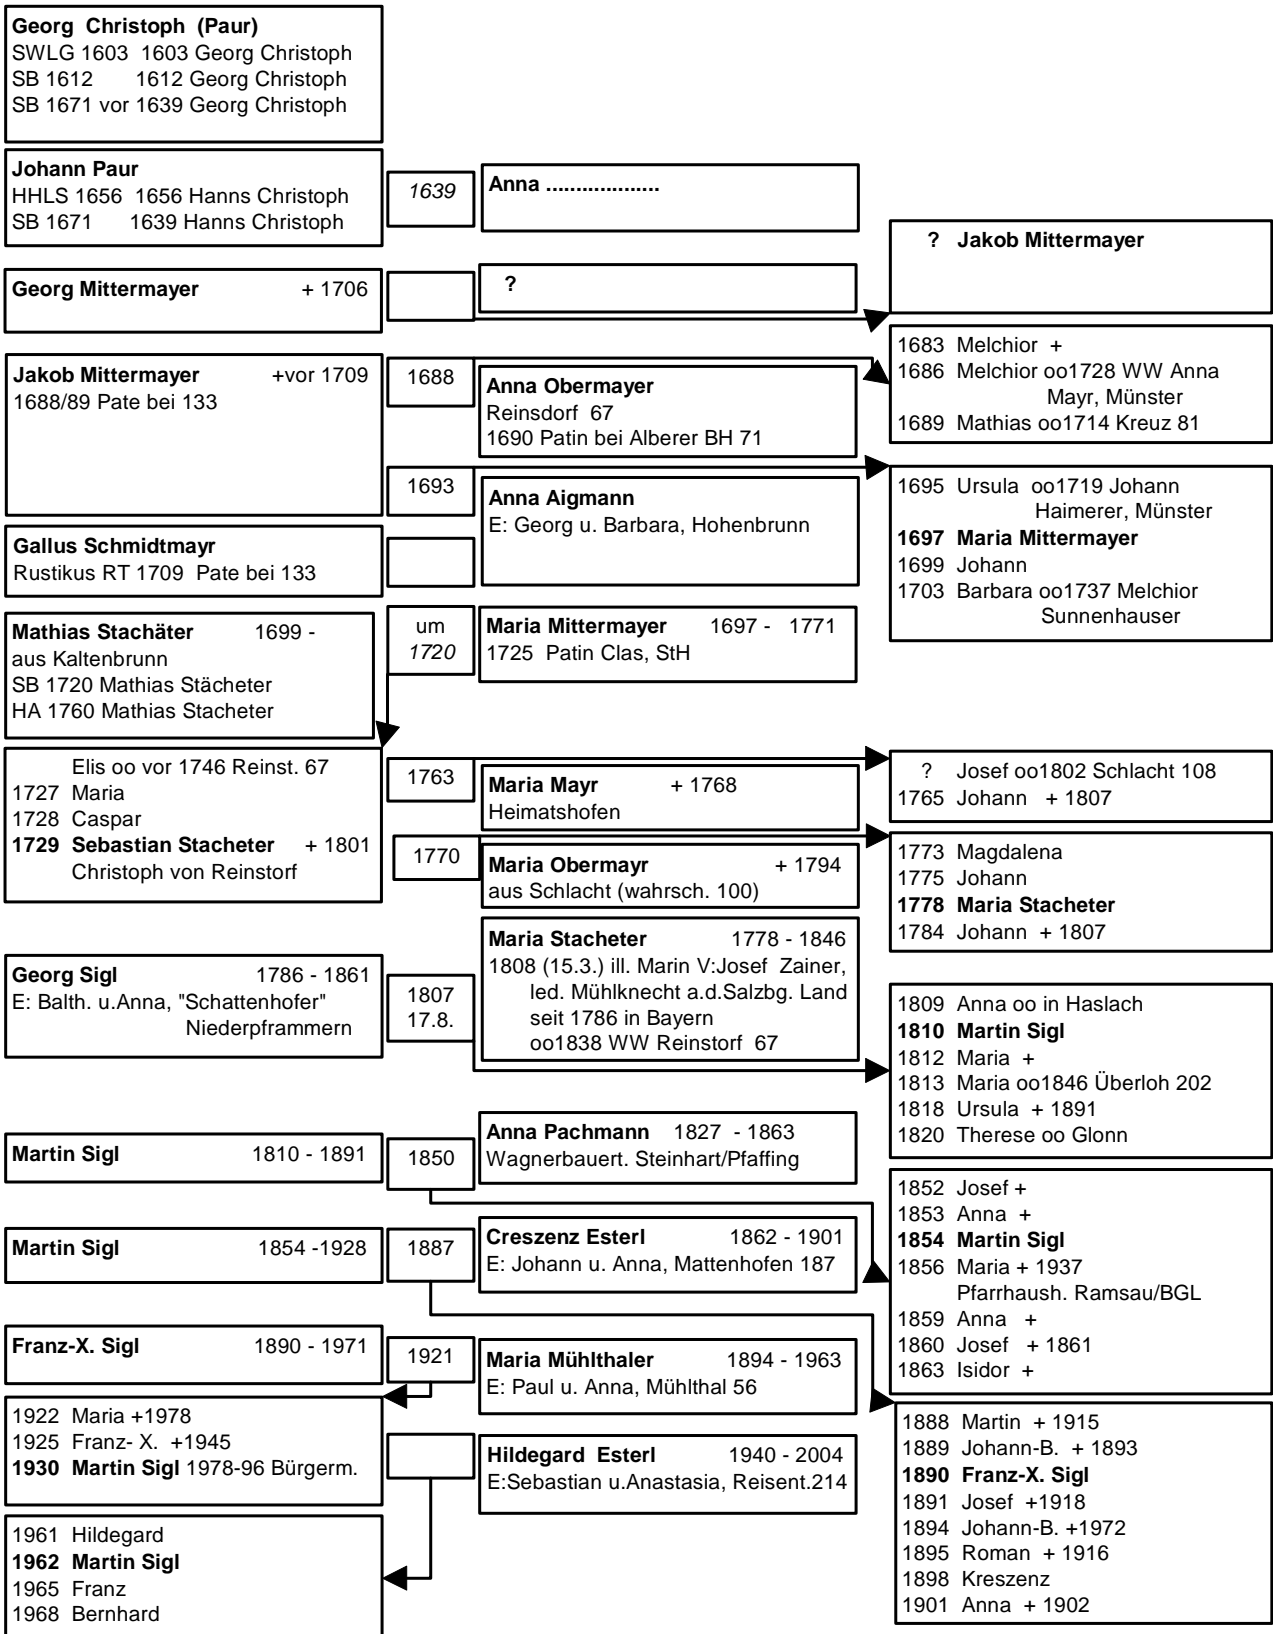 Georg Christoph (Paur)
SWLG 1603 1603 Georg Christoph
SB 1612 1612 Georg Christoph
SB 1671 vor 1639 Georg Christoph
Johann Paur
HHLS 1656 1656 Hanns Christoph
SB 1671 1639 Hanns Christoph
1639
Anna ...................
? Jakob Mittermayer
Georg Mittermayer + 1706
?
Jakob Mittermayer +vor 1709
1688/89 Pate bei 133
1688
Anna Obermayer
Reinsdorf 67
1690 Patin bei Alberer BH 71
1683 Melchior +
1686 Melchior oo1728 WW Anna
Mayr, Münster
1689 Mathias oo1714 Kreuz 81
1693
Anna Aigmann
E: Georg u. Barbara, Hohenbrunn
1695 Ursula oo1719 Johann
Haimerer, Münster
1697 Maria Mittermayer
1699 Johann
1703 Barbara oo1737 Melchior
Sunnenhauser
Gallus Schmidtmayr
Rustikus RT 1709 Pate bei 133
Mathias Stachäter 1699 -
aus Kaltenbrunn
SB 1720 Mathias Stächeter
HA 1760 Mathias Stacheter
um
1720
Maria Mittermayer 1697 - 1771
1725 Patin Clas, StH
Elis oo vor 1746 Reinst. 67
1727 Maria
1728 Caspar
1729 Sebastian Stacheter + 1801
Christoph von Reinstorf
1763
Maria Mayr + 1768
Heimatshofen
? Josef oo1802 Schlacht 108
1765 Johann + 1807
1770
Maria Obermayr + 1794
aus Schlacht (wahrsch. 100)
1773 Magdalena
1775 Johann
1778 Maria Stacheter
1784 Johann + 1807
Georg Sigl 1786 - 1861
E: Balth. u.Anna, "Schattenhofer"
Niederpframmern
1807
17.8.
Maria Stacheter 1778 - 1846
1808 (15.3.) ill. Marin V:Josef Zainer,
led. Mühlknecht a.d.Salzbg. Land
seit 1786 in Bayern
oo1838 WW Reinstorf 67
1809 Anna oo in Haslach
1810 Martin Sigl
1812 Maria +
1813 Maria oo1846 Überloh 202
1818 Ursula + 1891
1820 Therese oo Glonn
Martin Sigl 1810 - 1891
1850
Anna Pachmann 1827 - 1863
Wagnerbauert. Steinhart/Pfaffing
1852 Josef +
1853 Anna +
1854 Martin Sigl
1856 Maria + 1937
Pfarrhaush. Ramsau/BGL
1859 Anna +
1860 Josef + 1861
1863 Isidor +
Martin Sigl 1854 -1928
1887
Creszenz Esterl 1862 - 1901
E: Johann u. Anna, Mattenhofen 187
Franz-X. Sigl 1890 - 1971
1921
Maria Mühlthaler 1894 - 1963
E: Paul u. Anna, Mühlthal 56
1922 Maria +1978
1925 Franz- X. +1945
1930 Martin Sigl 1978-96 Bürgerm.
Hildegard Esterl 1940 - 2004
E:Sebastian u.Anastasia, Reisent.214
1888 Martin + 1915
1889 Johann-B. + 1893
1890 Franz-X. Sigl
1891 Josef +1918
1894 Johann-B. +1972
1895 Roman + 1916
1898 Kreszenz
1901 Anna + 1902
1961 Hildegard
1962 Martin Sigl
1965 Franz
1968 Bernhard